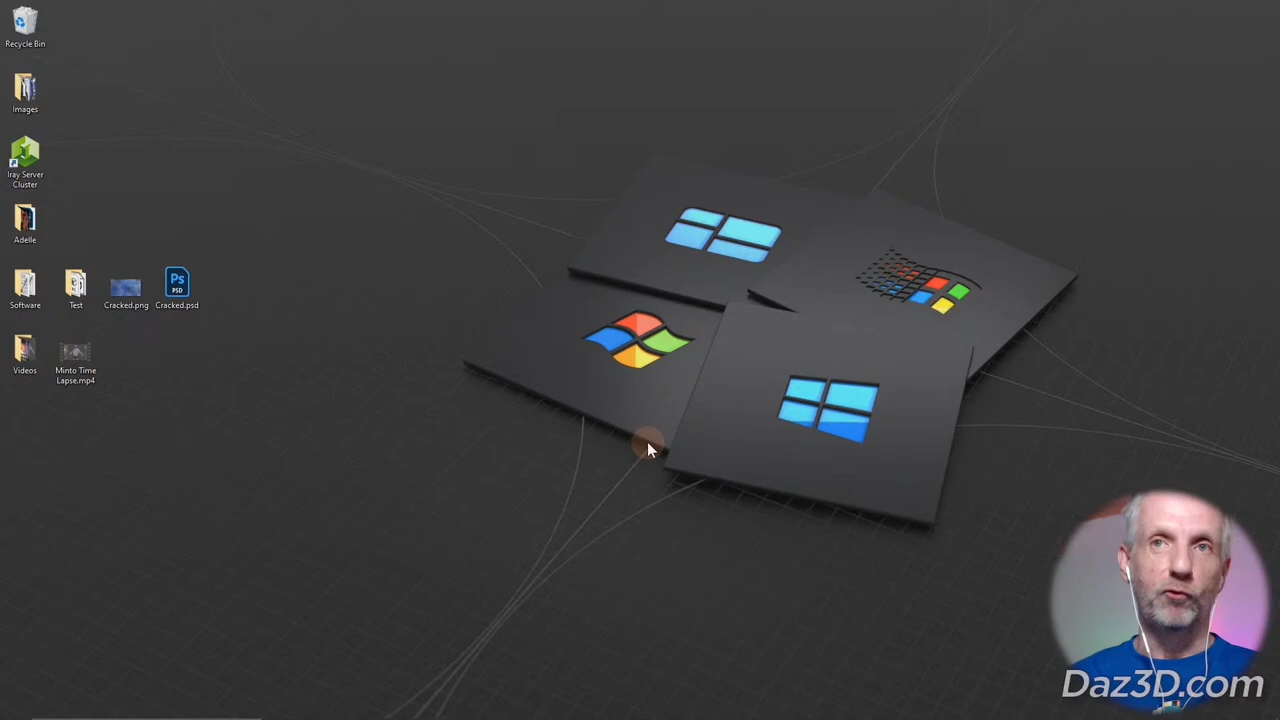 Recycle Bin
Images
Iray Server
Cluster
Adelle
Software
Test
Cracked.png
Ps
PSD
Cracked.psd
Videos
Minto Time
Lapse.mp4
Daz3D.com